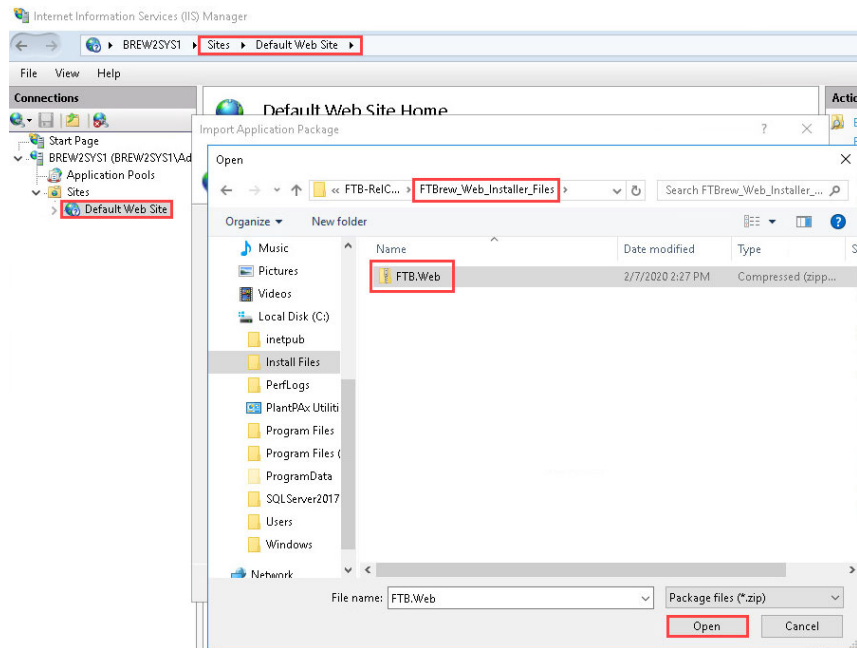 Internet Information Services (IIS) Manager
BREW2SYS1 Sites Default Web Site
File View Help
Connections
Default Web Site Home
Import Application Package ?
Start Page
BREW2SYS1 (BREW2SYS1\Ad
Application Pools
Sites
Default Web Site
Open
« FTB-RelC... FTBrew_Web_Installer_Files Search FTBrew_Web_Installer_...
Organize New folder ?
Name Date modified Type S
FTB.Web 2/7/2020 2:27 PM Compressed (zipp...
Music
Pictures
Videos
Local Disk (C:)
inetpub
Install Files
PerfLogs
PlantPAx Utiliti
Program Files
Program Files (
ProgramData
SQLServer2017
Users
Windows
Network
File name: FTB.Web Package files (*.zip)
Open Cancel